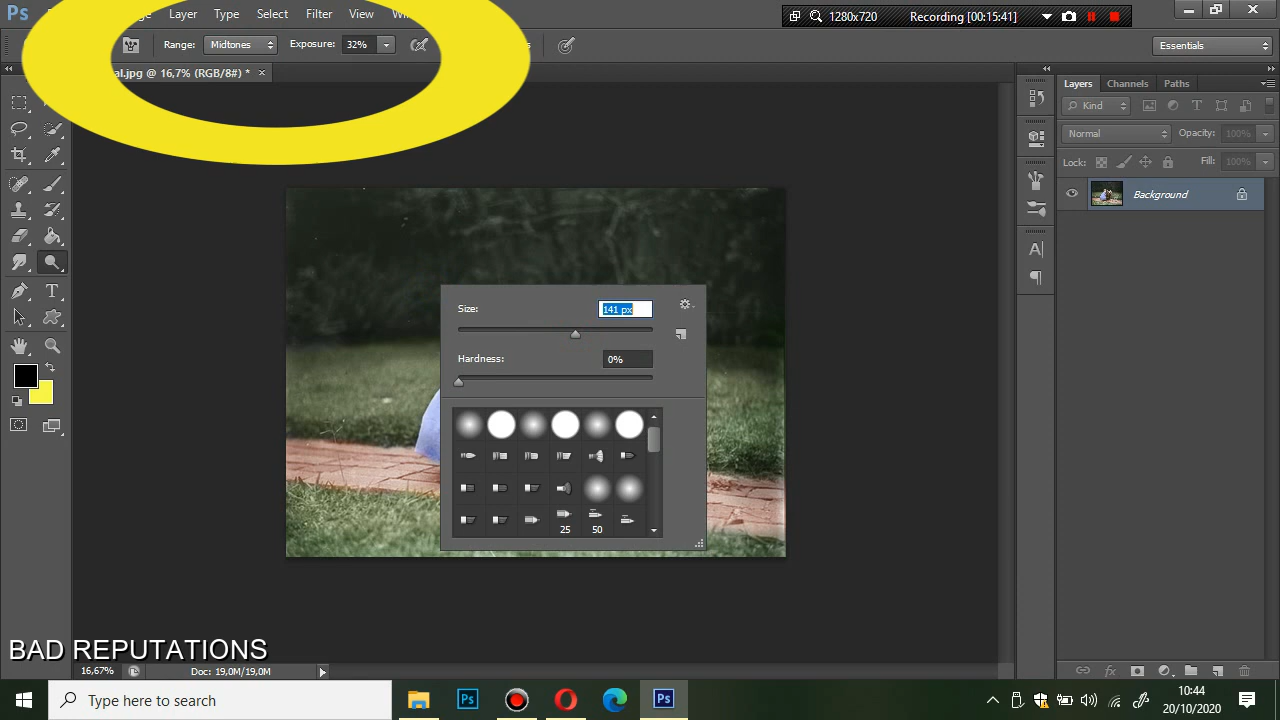 Ps Layer Type Select Filter View
1280x720 Recording [00:15:41]
Range: Midtones Exposure: 32% Essentials
al.jpg @ 16,7% (RGB/8#) * ×
Layers Channels Paths
Kind
Normal Opacity: 100%
Lock: Fill: 100%
Background
Size: 141 px
Hardness: 0%
25 50
BAD REPUTATIONS
16,67% Doc: 19,0M/19,0M
Type here to search Ps Ps 10:44
20/10/2020